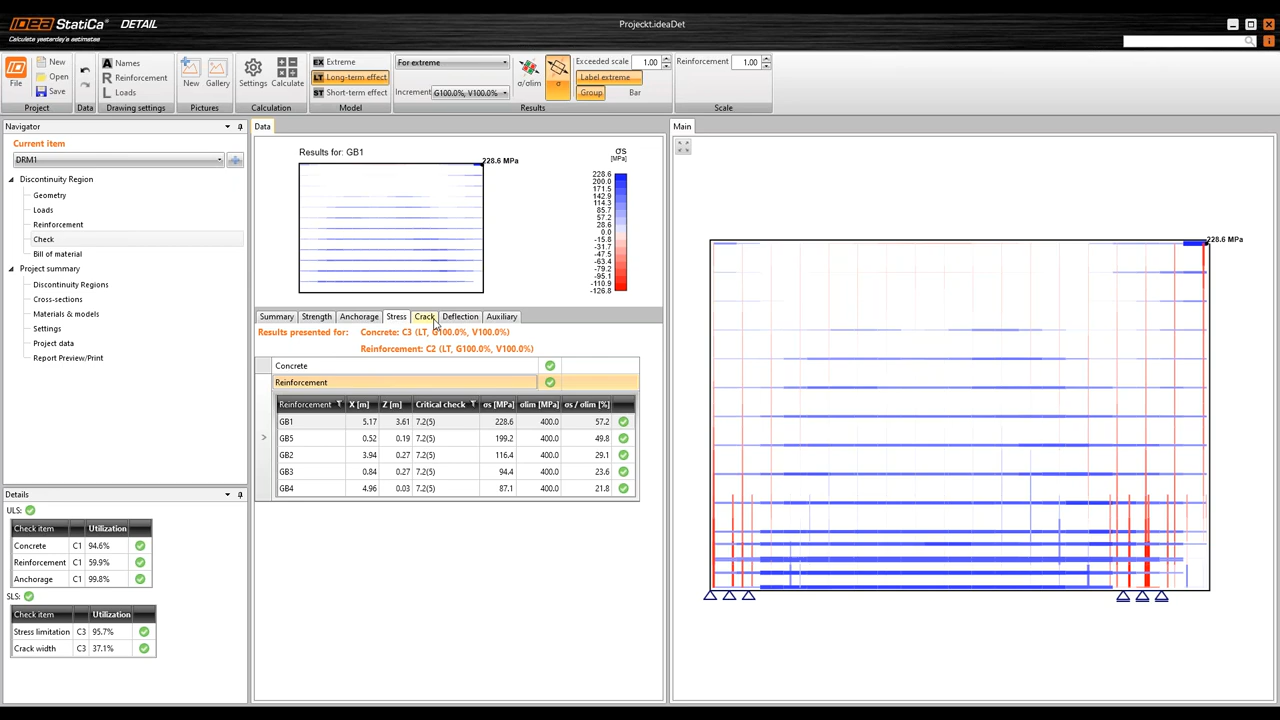 IDEA StatiCa® DETAIL
Calculate yesterday's estimates
Projeckt.ideaDet
File
New
Open
Save
Project
Data
Names
Reinforcement
Loads
Drawing settings
New
Gallery
Pictures
Settings
Calculate
Calculation
EX Extreme
LT Long-term effect
ST Short-term effect
Model
For extreme
Increment G100.0%, V100.0%
σ/σlim
σ
Exceeded scale 1.00
Label extreme
Group Bar
Results
Reinforcement 1.00
Scale
Navigator
Current item
DRM1
Discontinuity Region
Geometry
Loads
Reinforcement
Check
Bill of material
Project summary
Discontinuity Regions
Cross-sections
Materials & models
Settings
Project data
Report Preview/Print
Details
ULS:
Check item Utilization
Concrete C1 94.6%
Reinforcement C1 59.9%
Anchorage C1 99.8%
SLS:
Check item Utilization
Stress limitation C3 95.7%
Crack width C3 37.1%
Data
Results for: GB1
228.6 MPa
σs
[MPa]
228.6
200.0
171.5
142.9
114.3
85.7
57.2
28.6
0.0
-15.8
-31.7
-47.5
-63.4
-79.2
-95.1
-110.9
-126.8
Summary Strength Anchorage Stress Crack Deflection Auxiliary
Results presented for: Concrete: C3 (LT, G100.0%, V100.0%)
Reinforcement: C2 (LT, G100.0%, V100.0%)
Concrete
Reinforcement
Reinforcement X [m] Z [m] Critical check σs [MPa] σlim [MPa] σs / σlim [%]
GB1 5.17 3.61 7.2(5) 228.6 400.0 57.2
GB5 0.52 0.19 7.2(5) 199.2 400.0 49.8
GB2 3.94 0.27 7.2(5) 116.4 400.0 29.1
GB3 0.84 0.27 7.2(5) 94.4 400.0 23.6
GB4 4.96 0.03 7.2(5) 87.1 400.0 21.8
Main
228.6 MPa